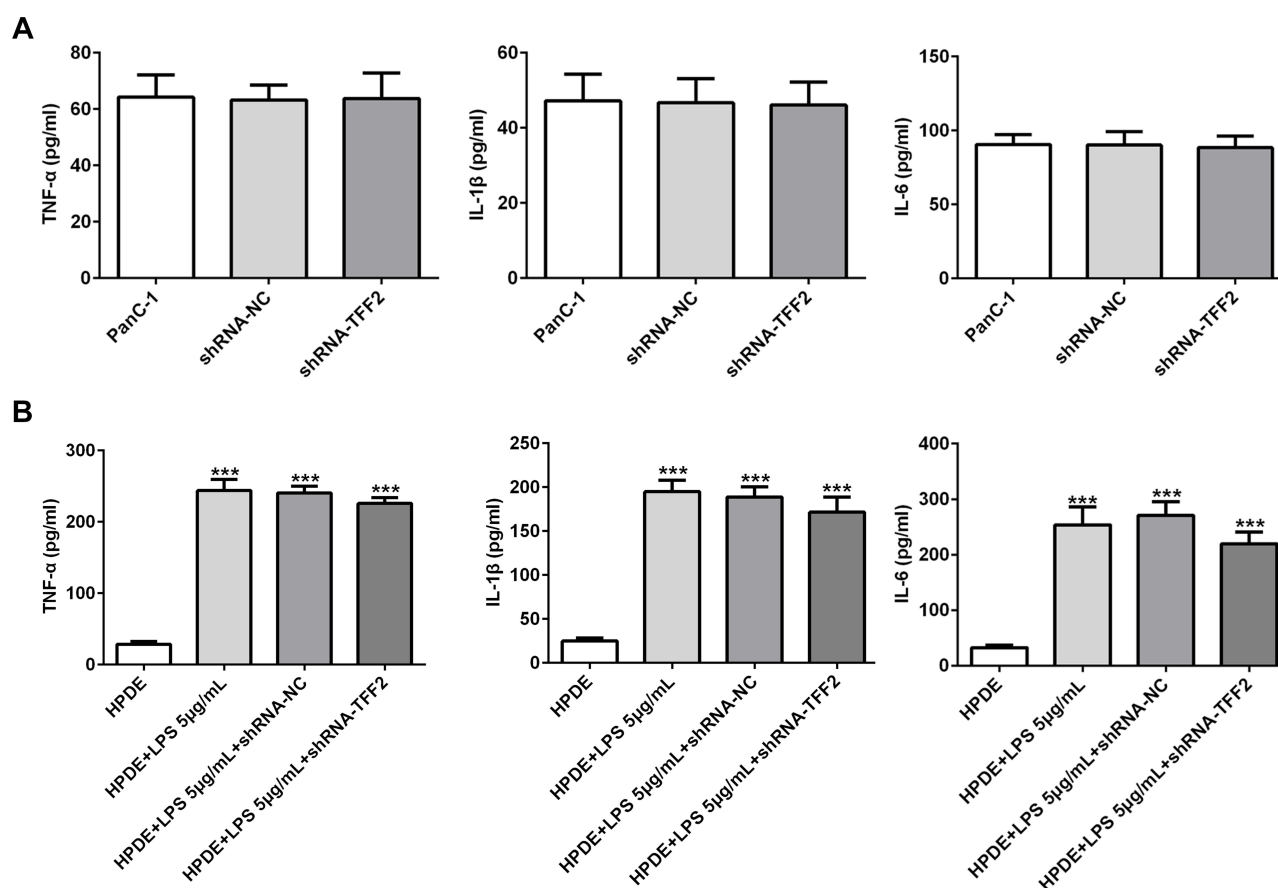 A
TNF-α (pg/ml)
80
60
40
20
0
PanC-1
shRNA-NC
shRNA-TFF2
IL-1β (pg/ml)
60
40
20
0
PanC-1
shRNA-NC
shRNA-TFF2
IL-6 (pg/ml)
150
100
50
0
PanC-1
shRNA-NC
shRNA-TFF2
B
TNF-α (pg/ml)
300
200
100
0
***
***
***
HPDE
HPDE+LPS 5μg/mL
HPDE+LPS 5μg/mL+shRNA-NC
HPDE+LPS 5μg/mL+shRNA-TFF2
IL-1β (pg/ml)
250
200
150
100
50
0
***
***
***
HPDE
HPDE+LPS 5μg/mL
HPDE+LPS 5μg/mL+shRNA-NC
HPDE+LPS 5μg/mL+shRNA-TFF2
IL-6 (pg/ml)
400
300
200
100
0
***
***
***
HPDE
HPDE+LPS 5μg/mL
HPDE+LPS 5μg/mL+shRNA-NC
HPDE+LPS 5μg/mL+shRNA-TFF2